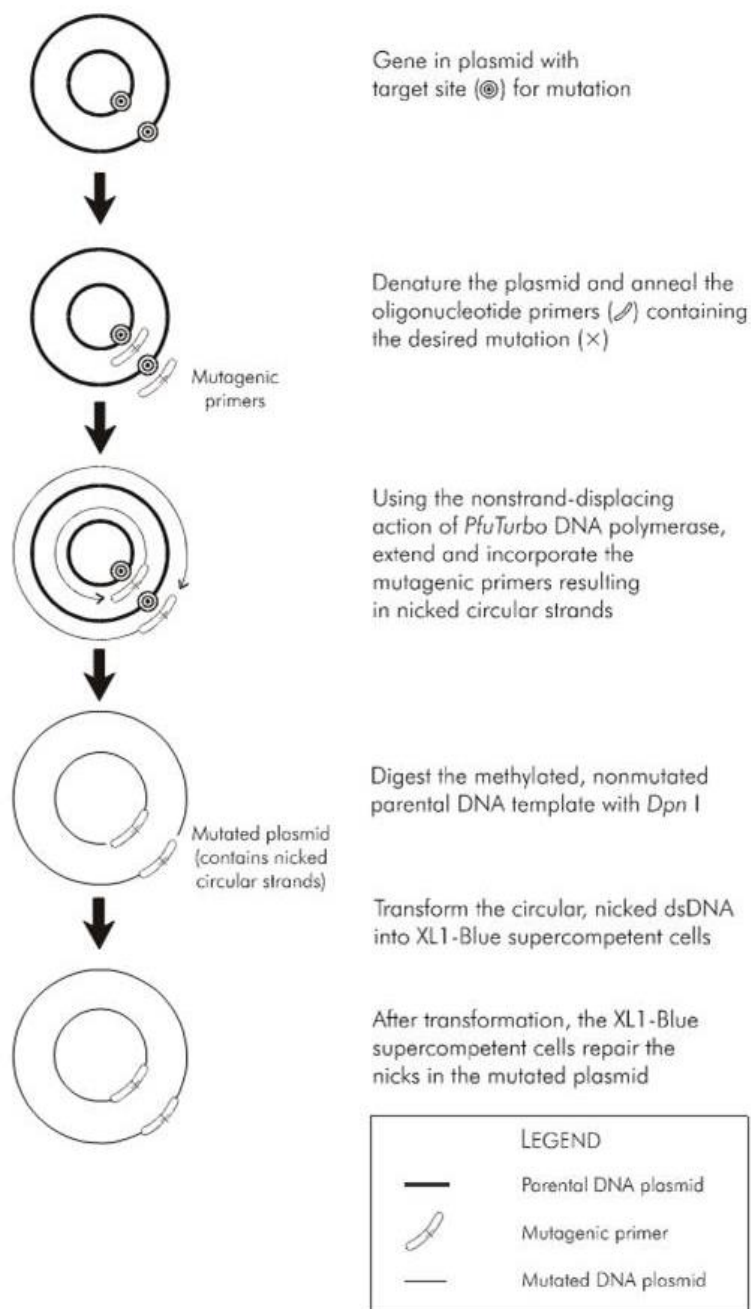 Gene in plasmid with
target site (◎) for mutation
Denature the plasmid and anneal the
oligonucleotide primers (⁄) containing
the desired mutation (×)
Mutagenic
primers
Using the nonstrand-displacing
action of PfuTurbo DNA polymerase,
extend and incorporate the
mutagenic primers resulting
in nicked circular strands
Digest the methylated, nonmutated
parental DNA template with Dpn I
Mutated plasmid
(contains nicked
circular strands)
Transform the circular, nicked dsDNA
into XL1-Blue supercompetent cells
After transformation, the XL1-Blue
supercompetent cells repair the
nicks in the mutated plasmid
LEGEND
Parental DNA plasmid
Mutagenic primer
Mutated DNA plasmid